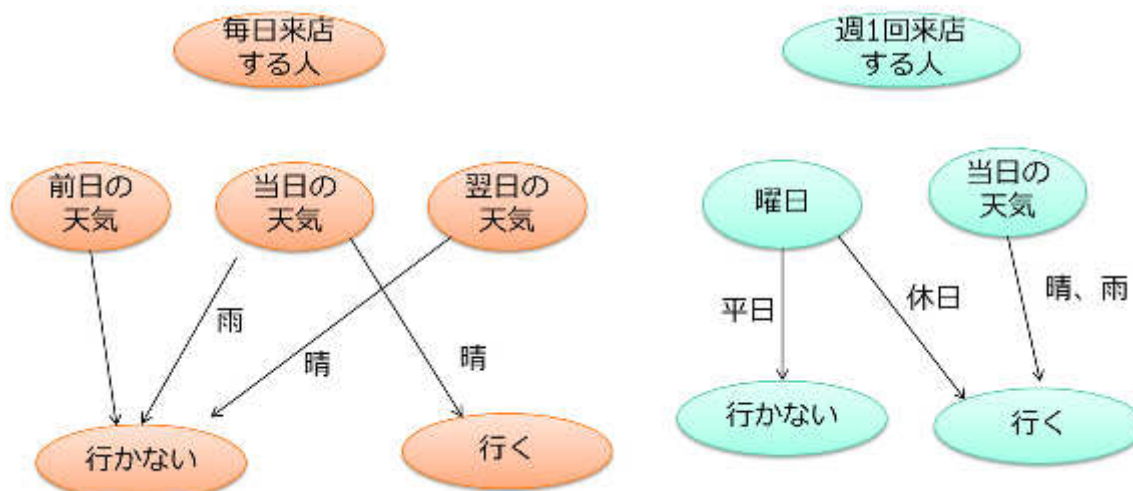 毎日来店
する人
週1回来店
する人
前日の
天気
当日の
天気
翌日の
天気
曜日
当日の
天気
雨
晴
晴
平日
休日
晴、雨
行かない
行く
行かない
行く